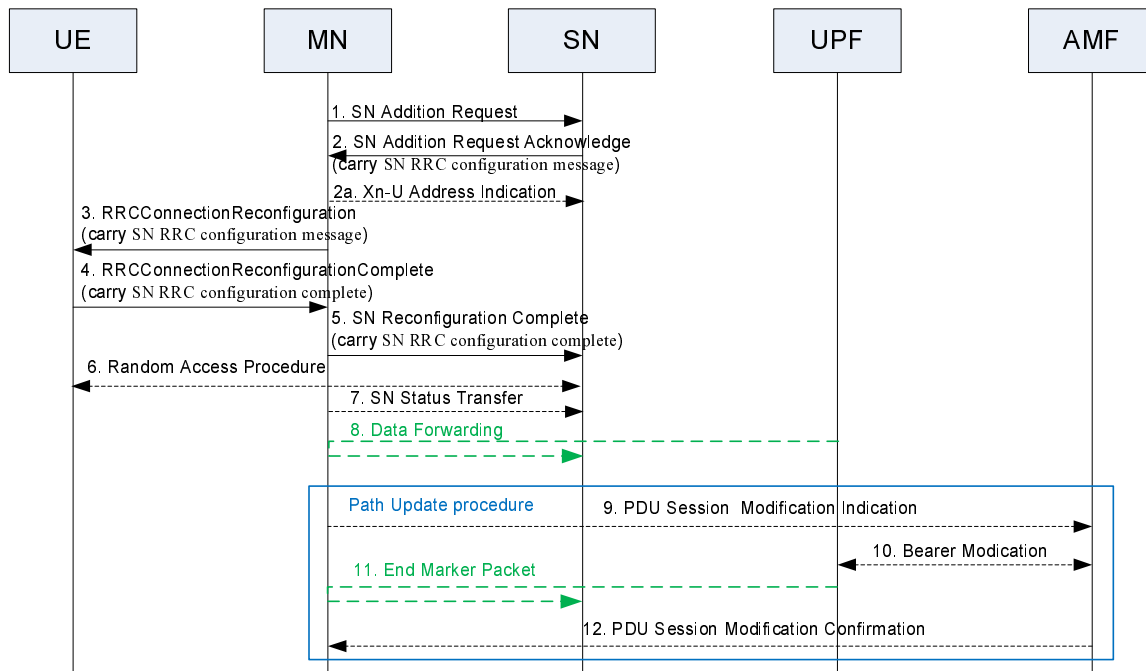 UE
MN
SN
UPF
AMF
1. SN Addition Request
2. SN Addition Request Acknowledge
(carry SN RRC configuration message)
2a. Xn-U Address Indication
3. RRCConnectionReconfiguration
(carry SN RRC configuration message)
4. RRCConnectionReconfigurationComplete
(carry SN RRC configuration complete)
5. SN Reconfiguration Complete
(carry SN RRC configuration complete)
6. Random Access Procedure
7. SN Status Transfer
8. Data Forwarding
Path Update procedure
9. PDU Session Modification Indication
10. Bearer Modication
11. End Marker Packet
12. PDU Session Modification Confirmation